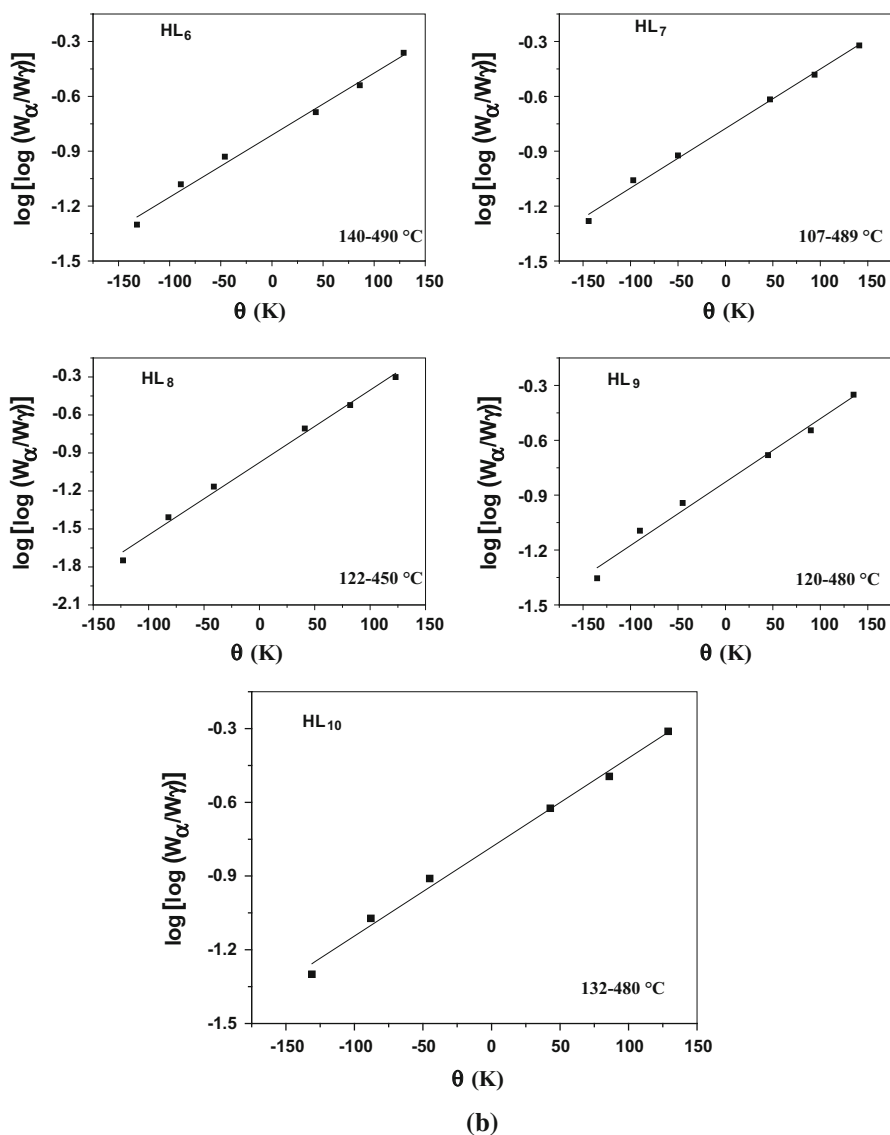 HL6
log [log (Wα/Wγ)]
-0.3
-0.6
-0.9
-1.2
-1.5
-150 -100 -50 0 50 100 150
θ (K)
140-490 °C
HL7
log [log (Wα/Wγ)]
-0.3
-0.6
-0.9
-1.2
-1.5
-150 -100 -50 0 50 100 150
θ (K)
107-489 °C
HL8
log [log (Wα/Wγ)]
-0.3
-0.6
-0.9
-1.2
-1.5
-1.8
-2.1
-150 -100 -50 0 50 100 150
θ (K)
122-450 °C
HL9
log [log (Wα/Wγ)]
-0.3
-0.6
-0.9
-1.2
-1.5
-150 -100 -50 0 50 100 150
θ (K)
120-480 °C
HL10
log [log (Wα/Wγ)]
-0.3
-0.6
-0.9
-1.2
-1.5
-150 -100 -50 0 50 100 150
θ (K)
132-480 °C
(b)